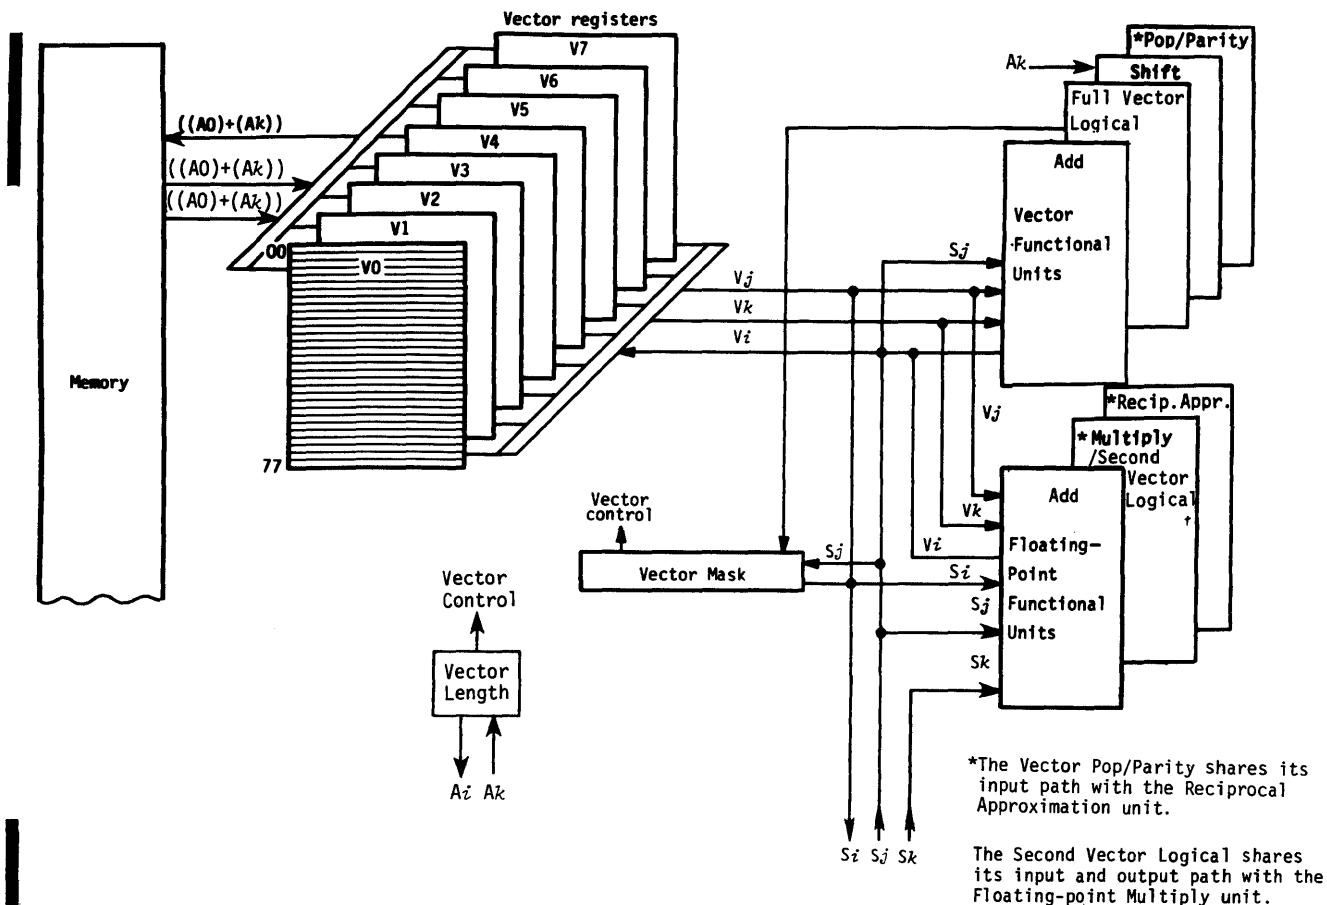 Vector registers
V7
V6
V5
V4
V3
V2
V1
V0
00
77
Memory
((A0)+(Ak))
((A0)+(Ak))
((A0)+(Ak))
*Pop/Parity
Ak
Shift
Full Vector
Logical
Add
Vector
Functional
Units
Sj
Vj
Vk
Vi
Vj
*Recip.Appr.
*Multiply
/Second
Vector
Logical
†
Add
Floating-
Point
Functional
Units
Vk
Vi
Si
Sj
Sk
Vector
control
Vector Mask
Sj
Vector
Control
Vector
Length
Ai Ak
Si Sj Sk
*The Vector Pop/Parity shares its
input path with the Reciprocal
Approximation unit.
The Second Vector Logical shares
its input and output path with the
Floating-point Multiply unit.